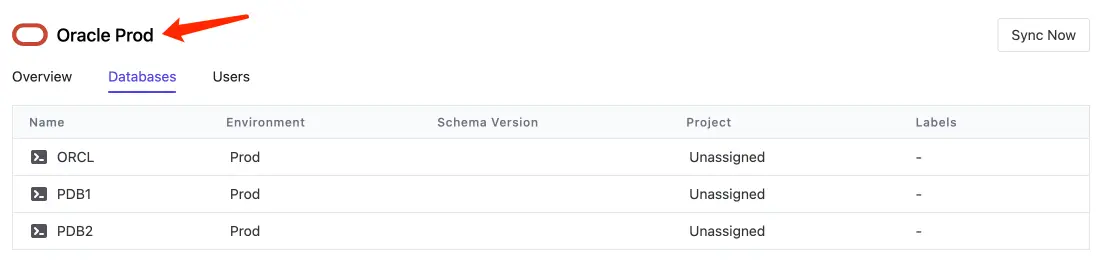 Oracle Prod
Sync Now
Overview Databases Users
Name Environment Schema Version Project Labels
ORCL Prod Unassigned -
PDB1 Prod Unassigned -
PDB2 Prod Unassigned -